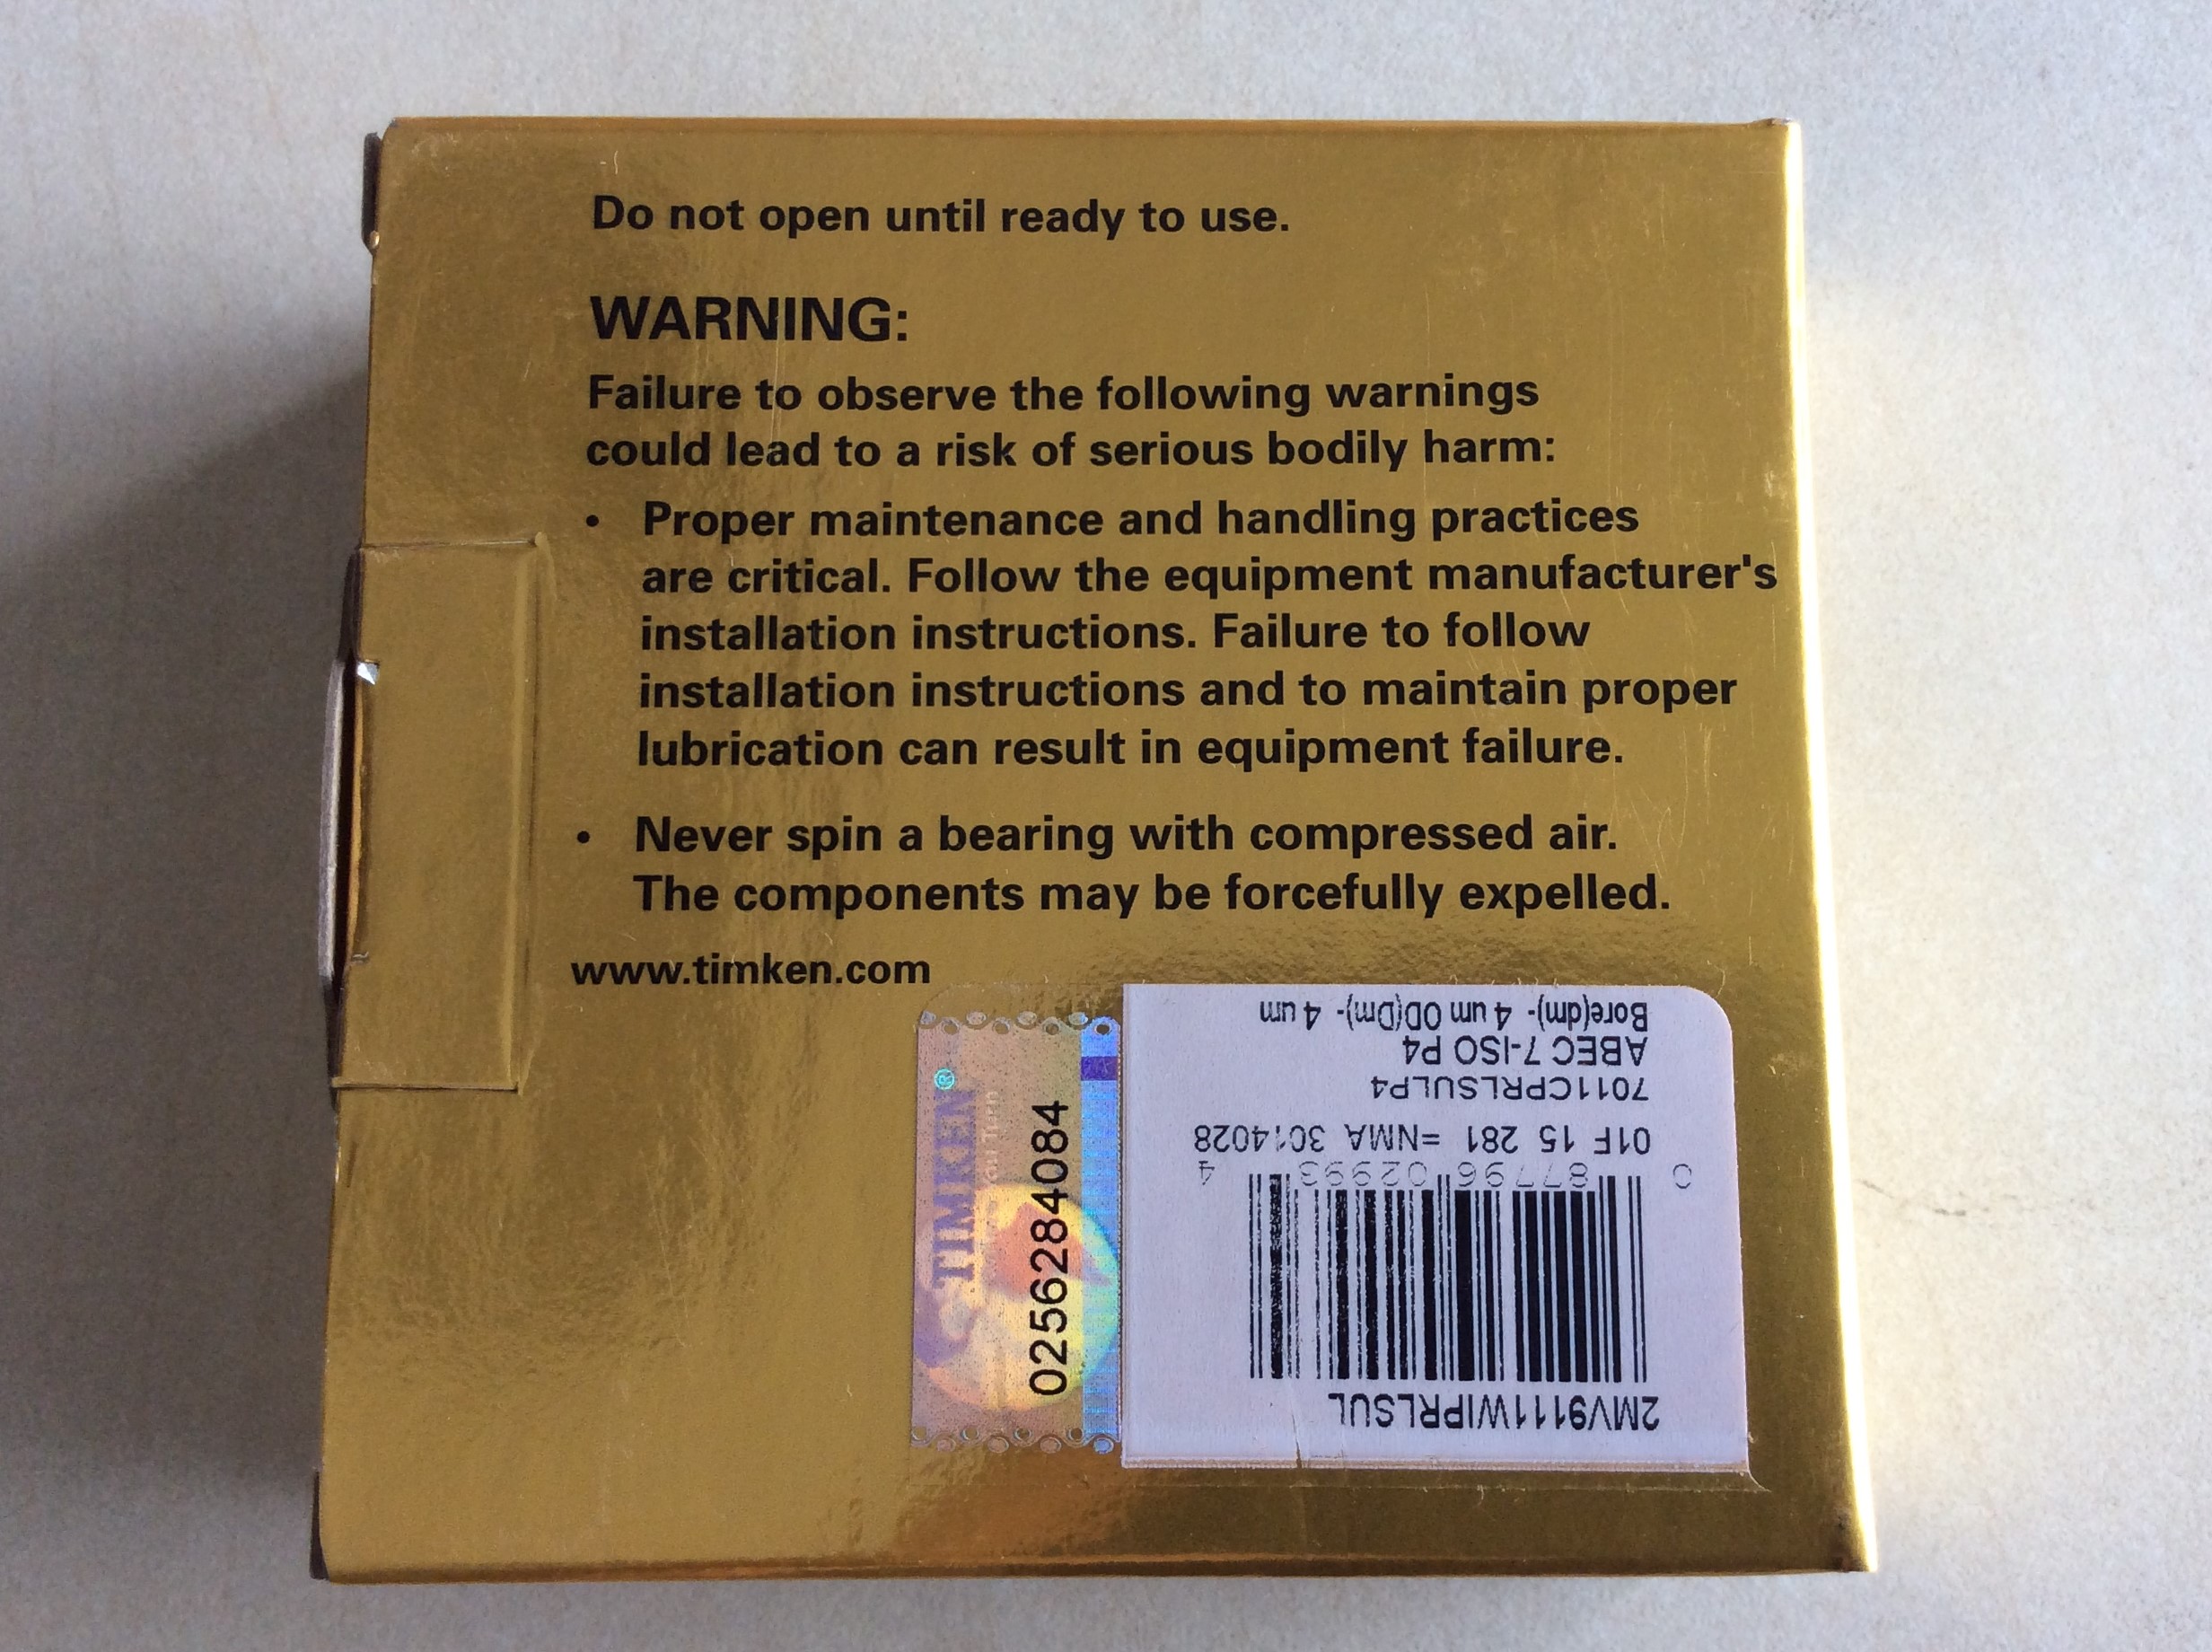 Do not open until ready to use.
WARNING:
Failure to observe the following warnings
could lead to a risk of serious bodily harm:
• Proper maintenance and handling practices
are critical. Follow the equipment manufacturer's
installation instructions. Failure to follow
installation instructions and to maintain proper
lubrication can result in equipment failure.
• Never spin a bearing with compressed air.
The components may be forcefully expelled.
www.timken.com
TIMKEN®
0256284084
2MV9111WIPRLSUL
0 87796 02993 4
01F 15 281 =NMA 3014028
7011CPRLSULP4
ABEC 7-ISO P4
Bore(dm)- 4 um OD(Dm)- 4 um